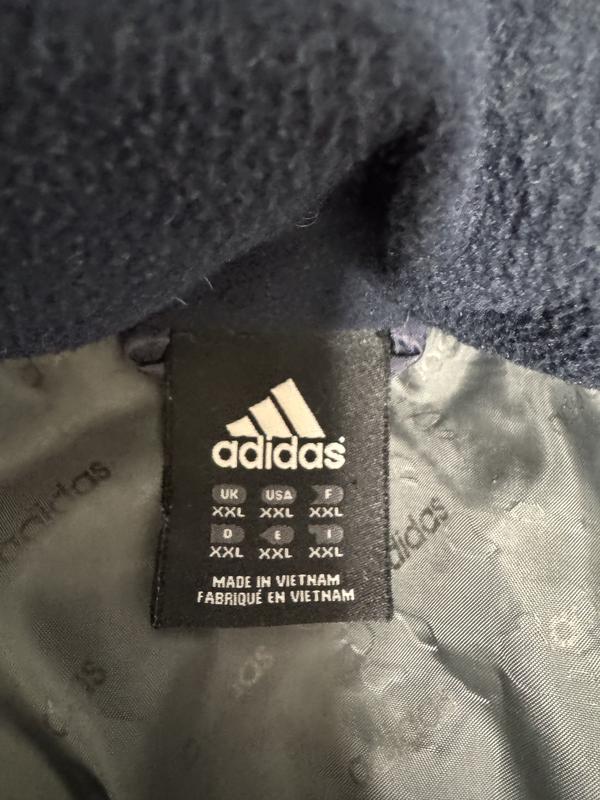 adidas
UK USA F
XXL XXL XXL
D E I
XXL XXL XXL
MADE IN VIETNAM
FABRIQUÉ EN VIETNAM
adidas
adidas